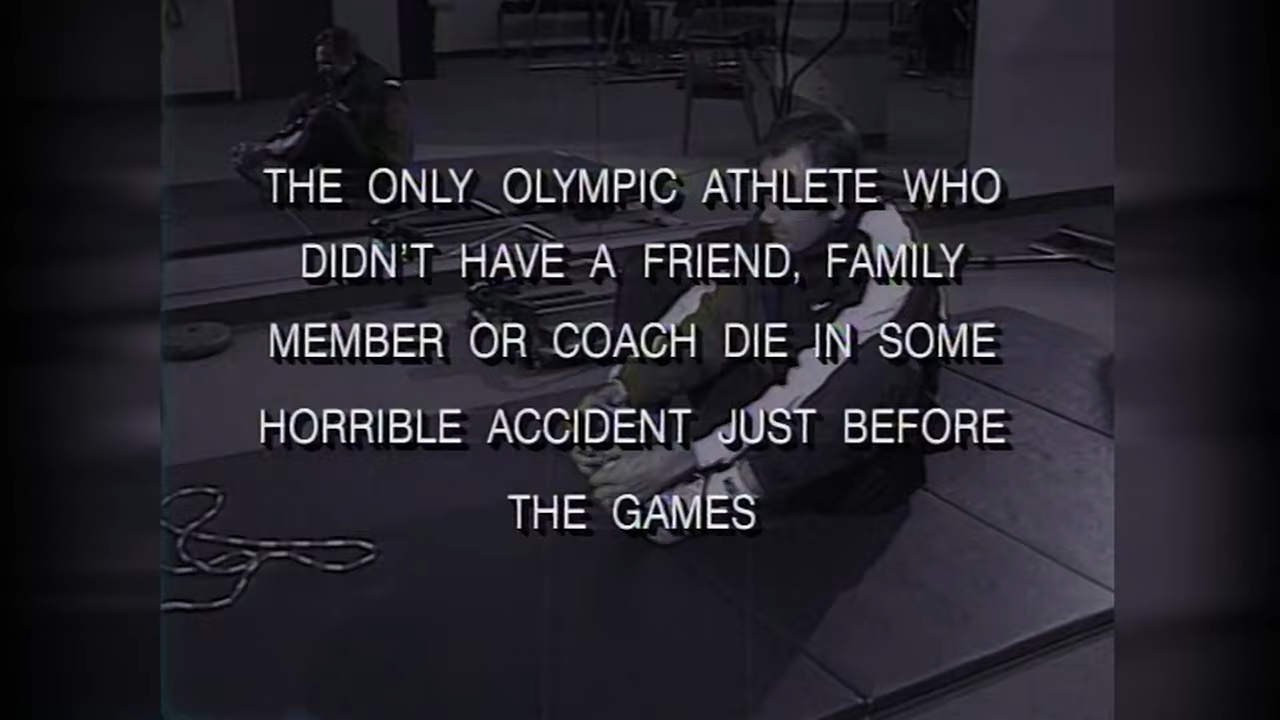 THE ONLY OLYMPIC ATHLETE WHO
DIDN'T HAVE A FRIEND, FAMILY
MEMBER OR COACH DIE IN SOME
HORRIBLE ACCIDENT JUST BEFORE
THE GAMES